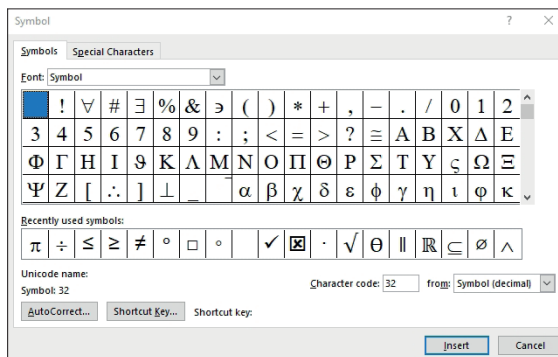 Symbol ? ×
Symbols Special Characters
Font: Symbol
! ∀ # ∃ % & ∍ ( ) ∗ + , − . / 0 1 2
3 4 5 6 7 8 9 : ; < = > ? ≅ Α Β Χ Δ Ε
Φ Γ Η Ι ϑ Κ Λ Μ Ν Ο Π Θ Ρ Σ Τ Υ ς Ω Ξ
Ψ Ζ [ ∴ ] ⊥ _ ‾ α β χ δ ε ϕ γ η ι φ κ
Recently used symbols:
π ÷ ≤ ≥ ≠ ° □ ∘ ✓ ☒ · √ Ө ∥ ℝ ⊆ ∅ ∧
Unicode name:
Symbol: 32
Character code: 32 from: Symbol (decimal)
AutoCorrect... Shortcut Key... Shortcut key:
Insert Cancel